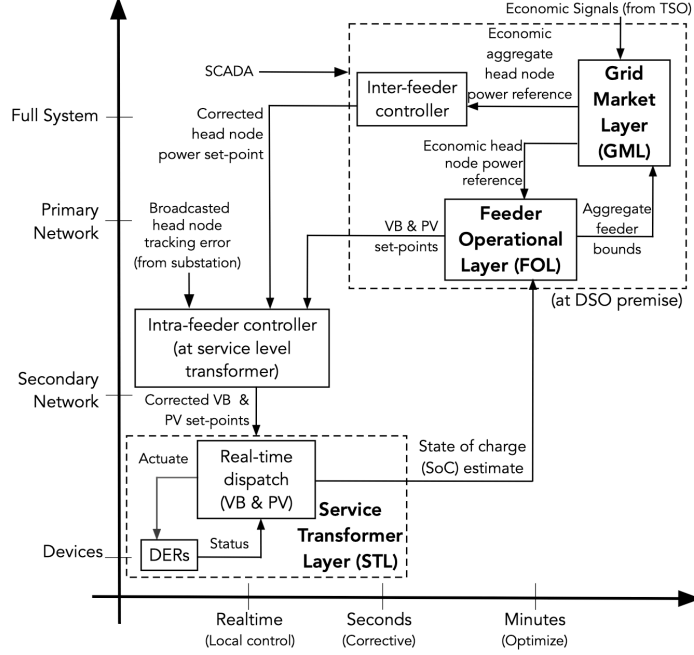 Economic Signals (from TSO)
Economic
aggregate
head node
power reference
Grid
Market
Layer
(GML)
SCADA
Inter-feeder
controller
Full System
Corrected
head node
power set-point
Economic head
node power
reference
Primary
Network
Broadcasted
head node
tracking error
(from substation)
VB & PV
set-points
Feeder
Operational
Layer (FOL)
Aggregate
feeder
bounds
(at DSO premise)
Intra-feeder controller
(at service level
transformer)
Secondary
Network
Corrected VB &
PV set-points
State of charge
(SoC) estimate
Actuate
Real-time
dispatch
(VB & PV)
Service
Transformer
Layer (STL)
Devices
DERs
Status
Realtime
(Local control)
Seconds
(Corrective)
Minutes
(Optimize)